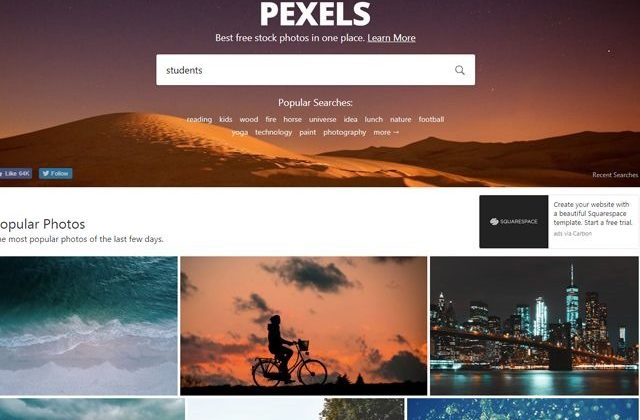 PEXELS
Best free stock photos in one place. Learn More
students
Popular Searches:
reading kids wood fire horse universe idea lunch nature football
yoga technology paint photography more →
Like 64K Follow
Recent Searches
opular Photos
he most popular photos of the last few days.
SQUARESPACE
Create your website with
a beautiful Squarespace
template. Start a free trial.
ads via Carbon